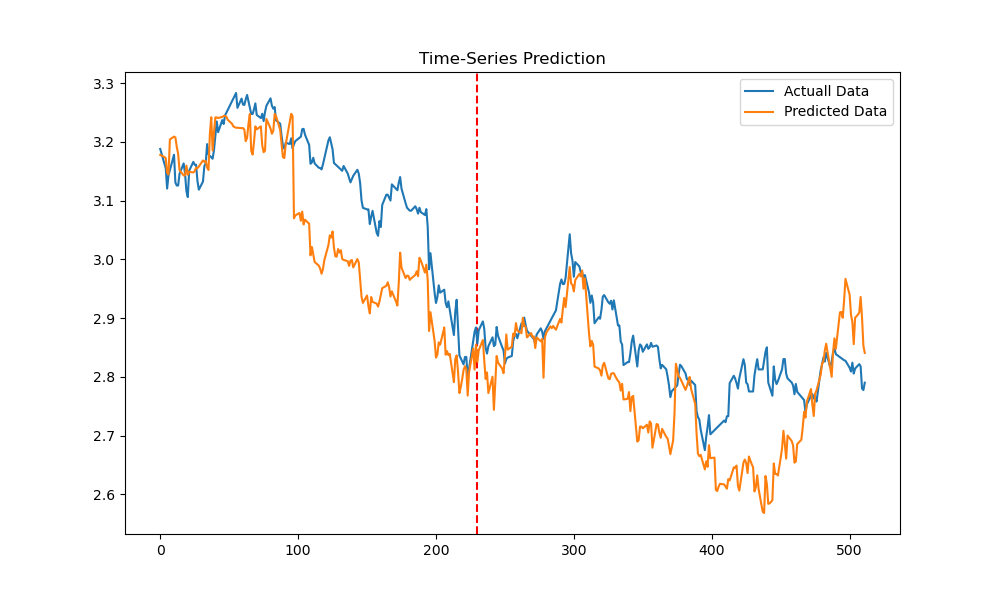 Time-Series Prediction
Actuall Data
Predicted Data
3.3
3.2
3.1
3.0
2.9
2.8
2.7
2.6
0 100 200 300 400 500